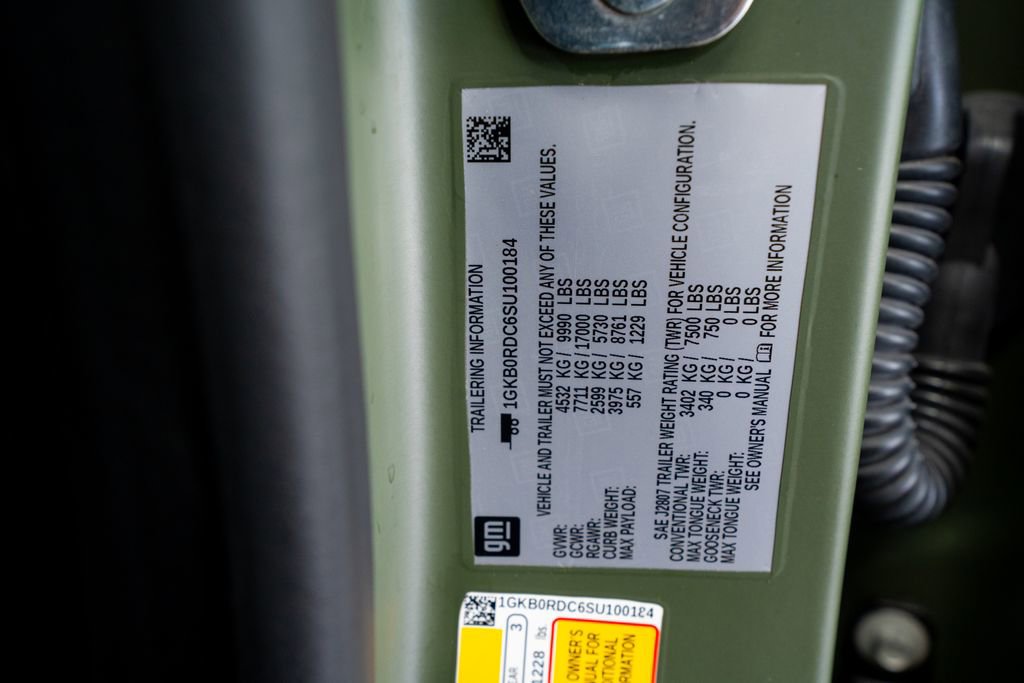 TRAILERING INFORMATION
1GKB0RDC6SU100184
VEHICLE AND TRAILER MUST NOT EXCEED ANY OF THESE VALUES.
GVWR: 4532 KG / 9990 LBS
GCWR: 7711 KG / 17000 LBS
RGAWR: 2599 KG / 5730 LBS
CURB WEIGHT: 3975 KG / 8761 LBS
MAX PAYLOAD: 557 KG / 1229 LBS
SAE J2807 TRAILER WEIGHT RATING (TWR) FOR VEHICLE CONFIGURATION.
CONVENTIONAL TWR: 3402 KG / 7500 LBS
MAX TONGUE WEIGHT: 340 KG / 750 LBS
GOOSENECK TWR: 0 KG / 0 LBS
MAX TONGUE WEIGHT: 0 KG / 0 LBS
SEE OWNER'S MANUAL FOR MORE INFORMATION
gm
1GKB0RDC6SU100184
3
1228 lbs.
OWNER'S
FOR